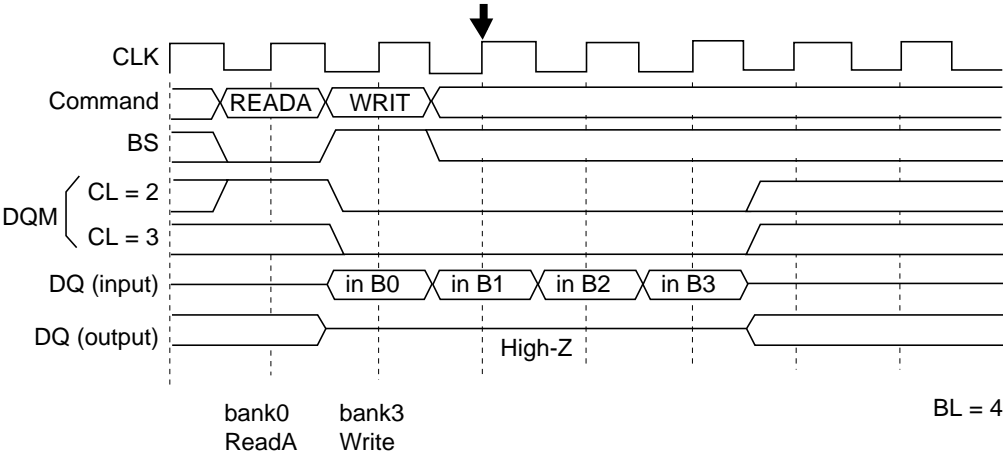 CLK
Command READA WRIT
BS
DQM
CL = 2
CL = 3
DQ (input) in B0 in B1 in B2 in B3
DQ (output)
High-Z
bank0 bank3 BL = 4
ReadA Write